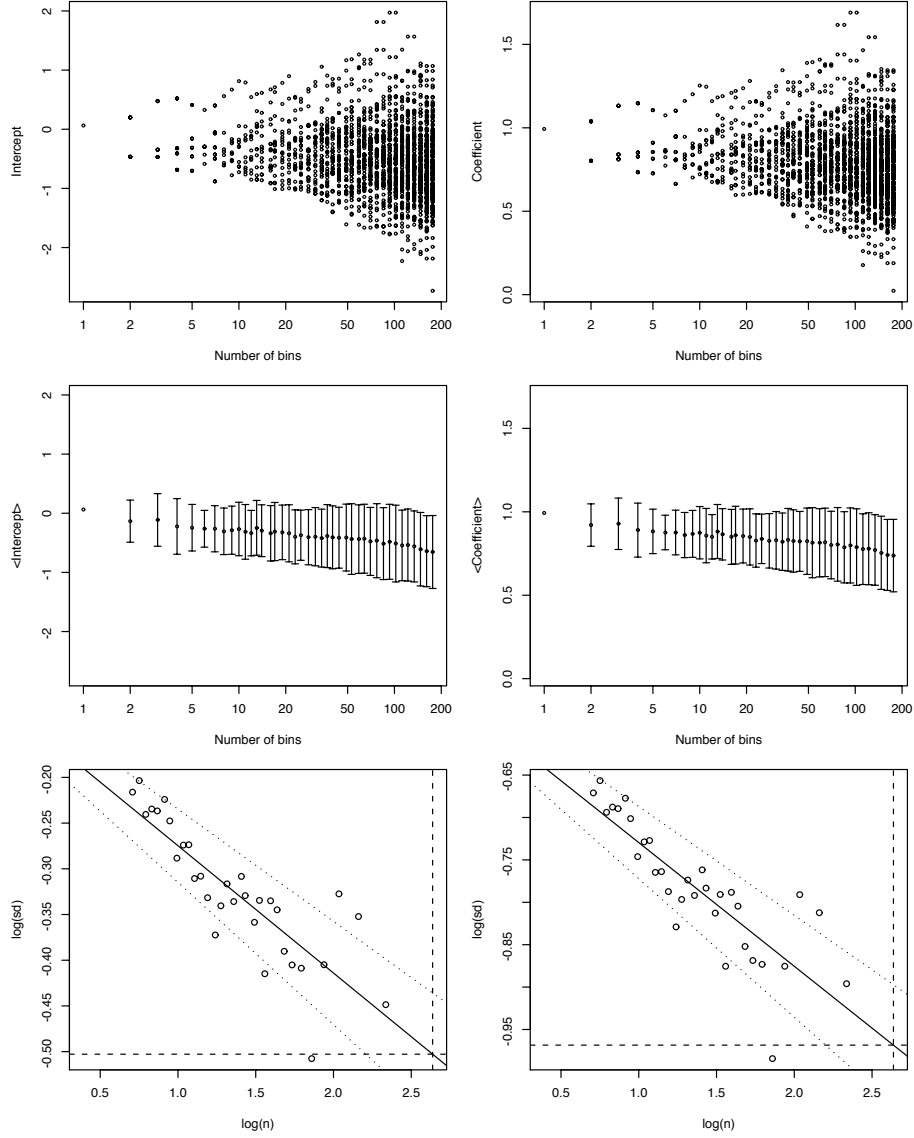 Intercept
2
1
0
-1
-2
1 2 5 10 20 50 100 200
Number of bins
Coefficient
1.5
1.0
0.5
0.0
1 2 5 10 20 50 100 200
Number of bins
<Intercept>
2
1
0
-1
-2
1 2 5 10 20 50 100 200
Number of bins
<Coefficient>
1.5
1.0
0.5
0.0
1 2 5 10 20 50 100 200
Number of bins
log(sd)
-0.20
-0.25
-0.30
-0.35
-0.40
-0.45
-0.50
0.5 1.0 1.5 2.0 2.5
log(n)
log(sd)
-0.65
-0.75
-0.85
-0.95
0.5 1.0 1.5 2.0 2.5
log(n)